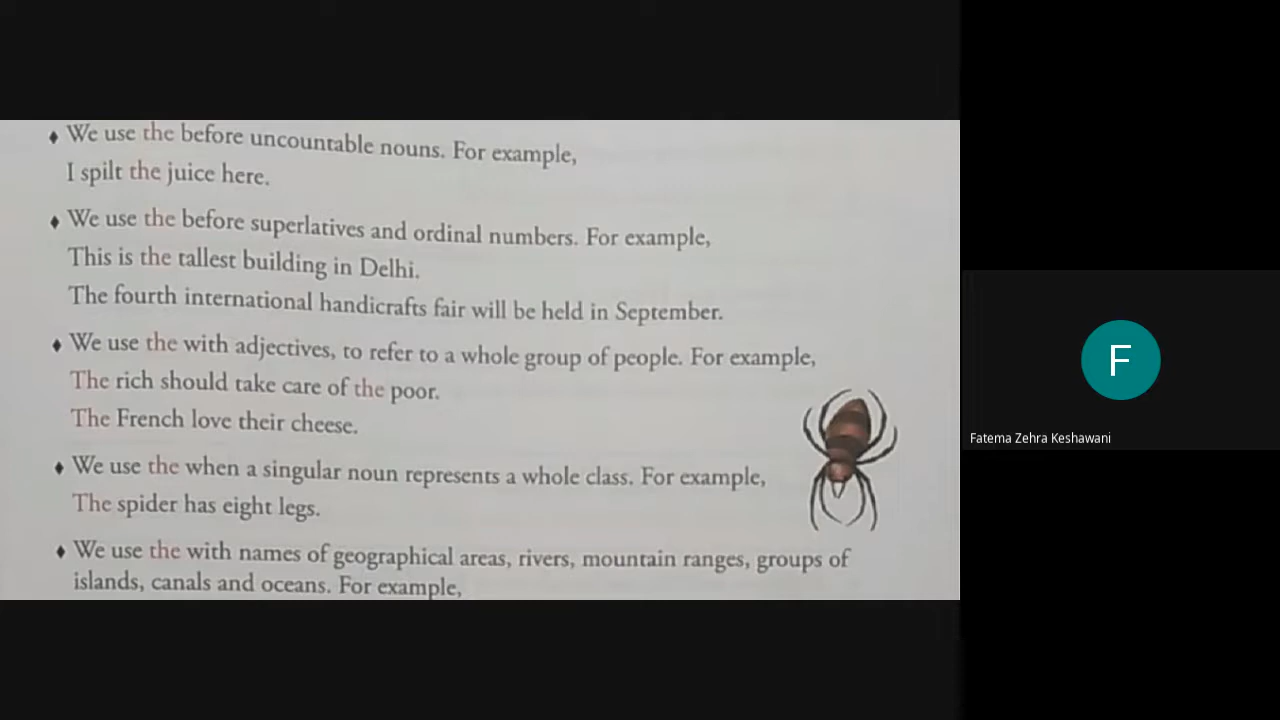 ♦ We use the before uncountable nouns. For example,
I spilt the juice here.
♦ We use the before superlatives and ordinal numbers. For example,
This is the tallest building in Delhi.
The fourth international handicrafts fair will be held in September.
♦ We use the with adjectives, to refer to a whole group of people. For example,
The rich should take care of the poor.
The French love their cheese.
♦ We use the when a singular noun represents a whole class. For example,
The spider has eight legs.
♦ We use the with names of geographical areas, rivers, mountain ranges, groups of
islands, canals and oceans. For example,
F
Fatema Zehra Keshawani